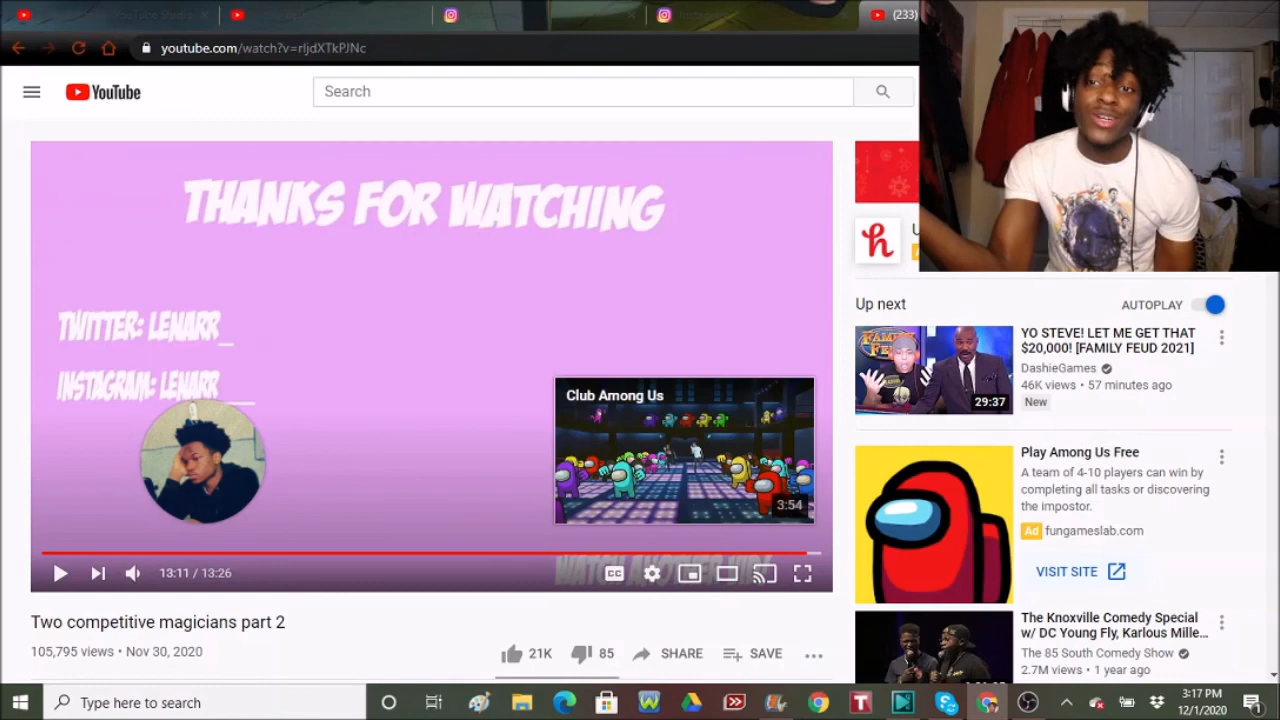 (233)
youtube.com/watch?v=rljdXTkPJNc
YouTube
Search
THANKS FOR WATCHING
TWITTER: LENARR_
INSTAGRAM: LENARR__
Club Among Us
3:54
CC
13:11 / 13:26
Two competitive magicians part 2
105,795 views • Nov 30, 2020
21K
85
SHARE
SAVE
h
Up next
AUTOPLAY
29:37
YO STEVE! LET ME GET THAT
$20,000! [FAMILY FEUD 2021]
DashieGames
46K views • 57 minutes ago
New
Play Among Us Free
A team of 4-10 players can win by
completing all tasks or discovering
the impostor.
Ad fungameslab.com
VISIT SITE
The Knoxville Comedy Special
w/ DC Young Fly, Karlous Mille...
The 85 South Comedy Show
2.7M views • 1 year ago
Type here to search
3:17 PM
12/1/2020